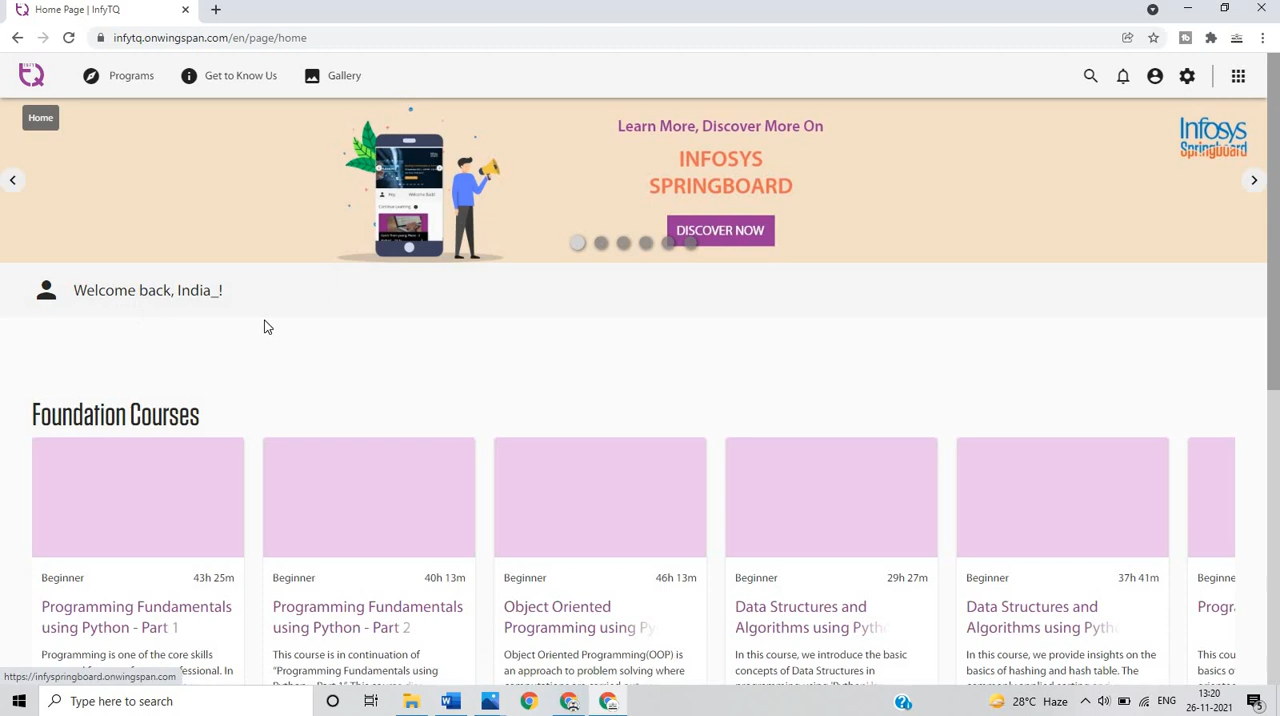 Home Page | InfyTQ
infytq.onwingspan.com/en/page/home
INFY
TQ
Programs
Get to Know Us
Gallery
Home
Learn More, Discover More On
INFOSYS
SPRINGBOARD
DISCOVER NOW
Infosys
Springboard
Welcome back, India_!
Foundation Courses
Beginner 43h 25m
Programming Fundamentals
using Python - Part 1
Programming is one of the core skills
Beginner 40h 13m
Programming Fundamentals
using Python - Part 2
This course is in continuation of
"Programming Fundamentals using
Beginner 46h 13m
Object Oriented
Programming using Py
Object Oriented Programming(OOP) is
an approach to problem solving where
Beginner 29h 27m
Data Structures and
Algorithms using Pyth
In this course, we introduce the basic
concepts of Data Structures in
Beginner 37h 41m
Data Structures and
Algorithms using Pyth
In this course, we provide insights on the
basics of hashing and hash table. The
Beginne
Progr
This cou
basics o
https://infyspringboard.onwingspan.com
Type here to search
28°C Haze
ENG
13:20
26-11-2021
5